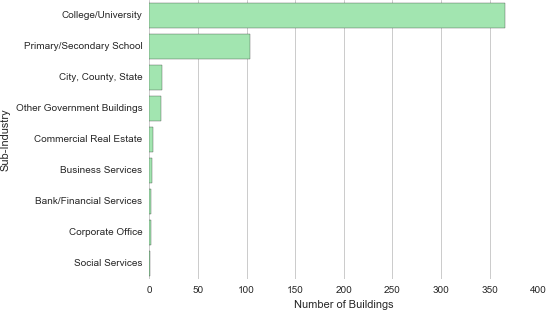 College/University
Primary/Secondary School
City, County, State
Other Government Buildings
Commercial Real Estate
Business Services
Bank/Financial Services
Corporate Office
Social Services
Sub-Industry
0 50 100 150 200 250 300 350 400
Number of Buildings